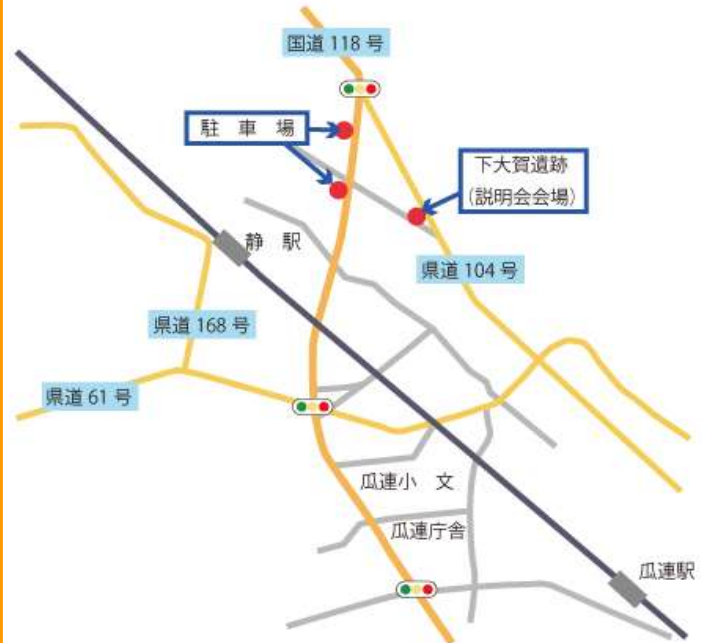 国道 118 号
駐 車 場
下大賀遺跡
(説明会会場)
静 駅
県道 104 号
県道 168 号
県道 61 号
瓜連小 文
瓜連庁舎
瓜連駅